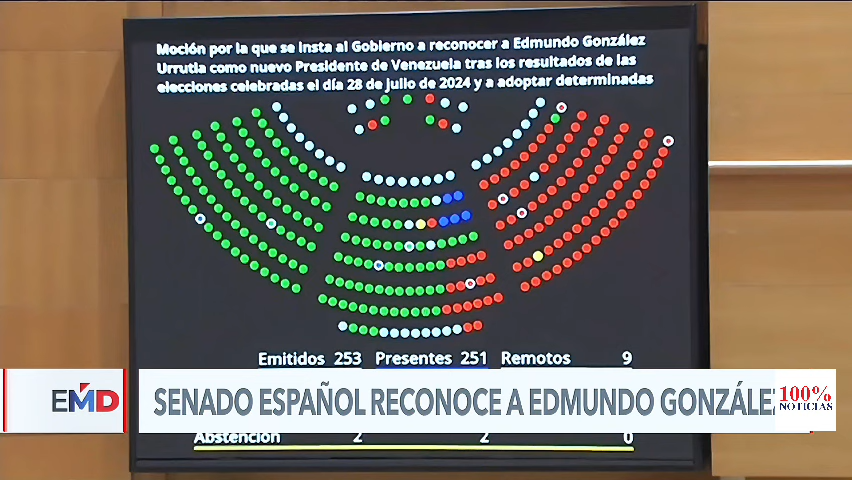 Moción por la que se insta al Gobierno a reconocer a Edmundo González
Urrutia como nuevo Presidente de Venezuela tras los resultados de las
elecciones celebradas el día 28 de julio de 2024 y a adoptar determinadas
Emitidos 253 Presentes 251 Remotos 9
EMD SENADO ESPAÑOL RECONOCE A EDMUNDO GONZÁLEZ
100%
NOTICIAS
Abstención 2 2 0